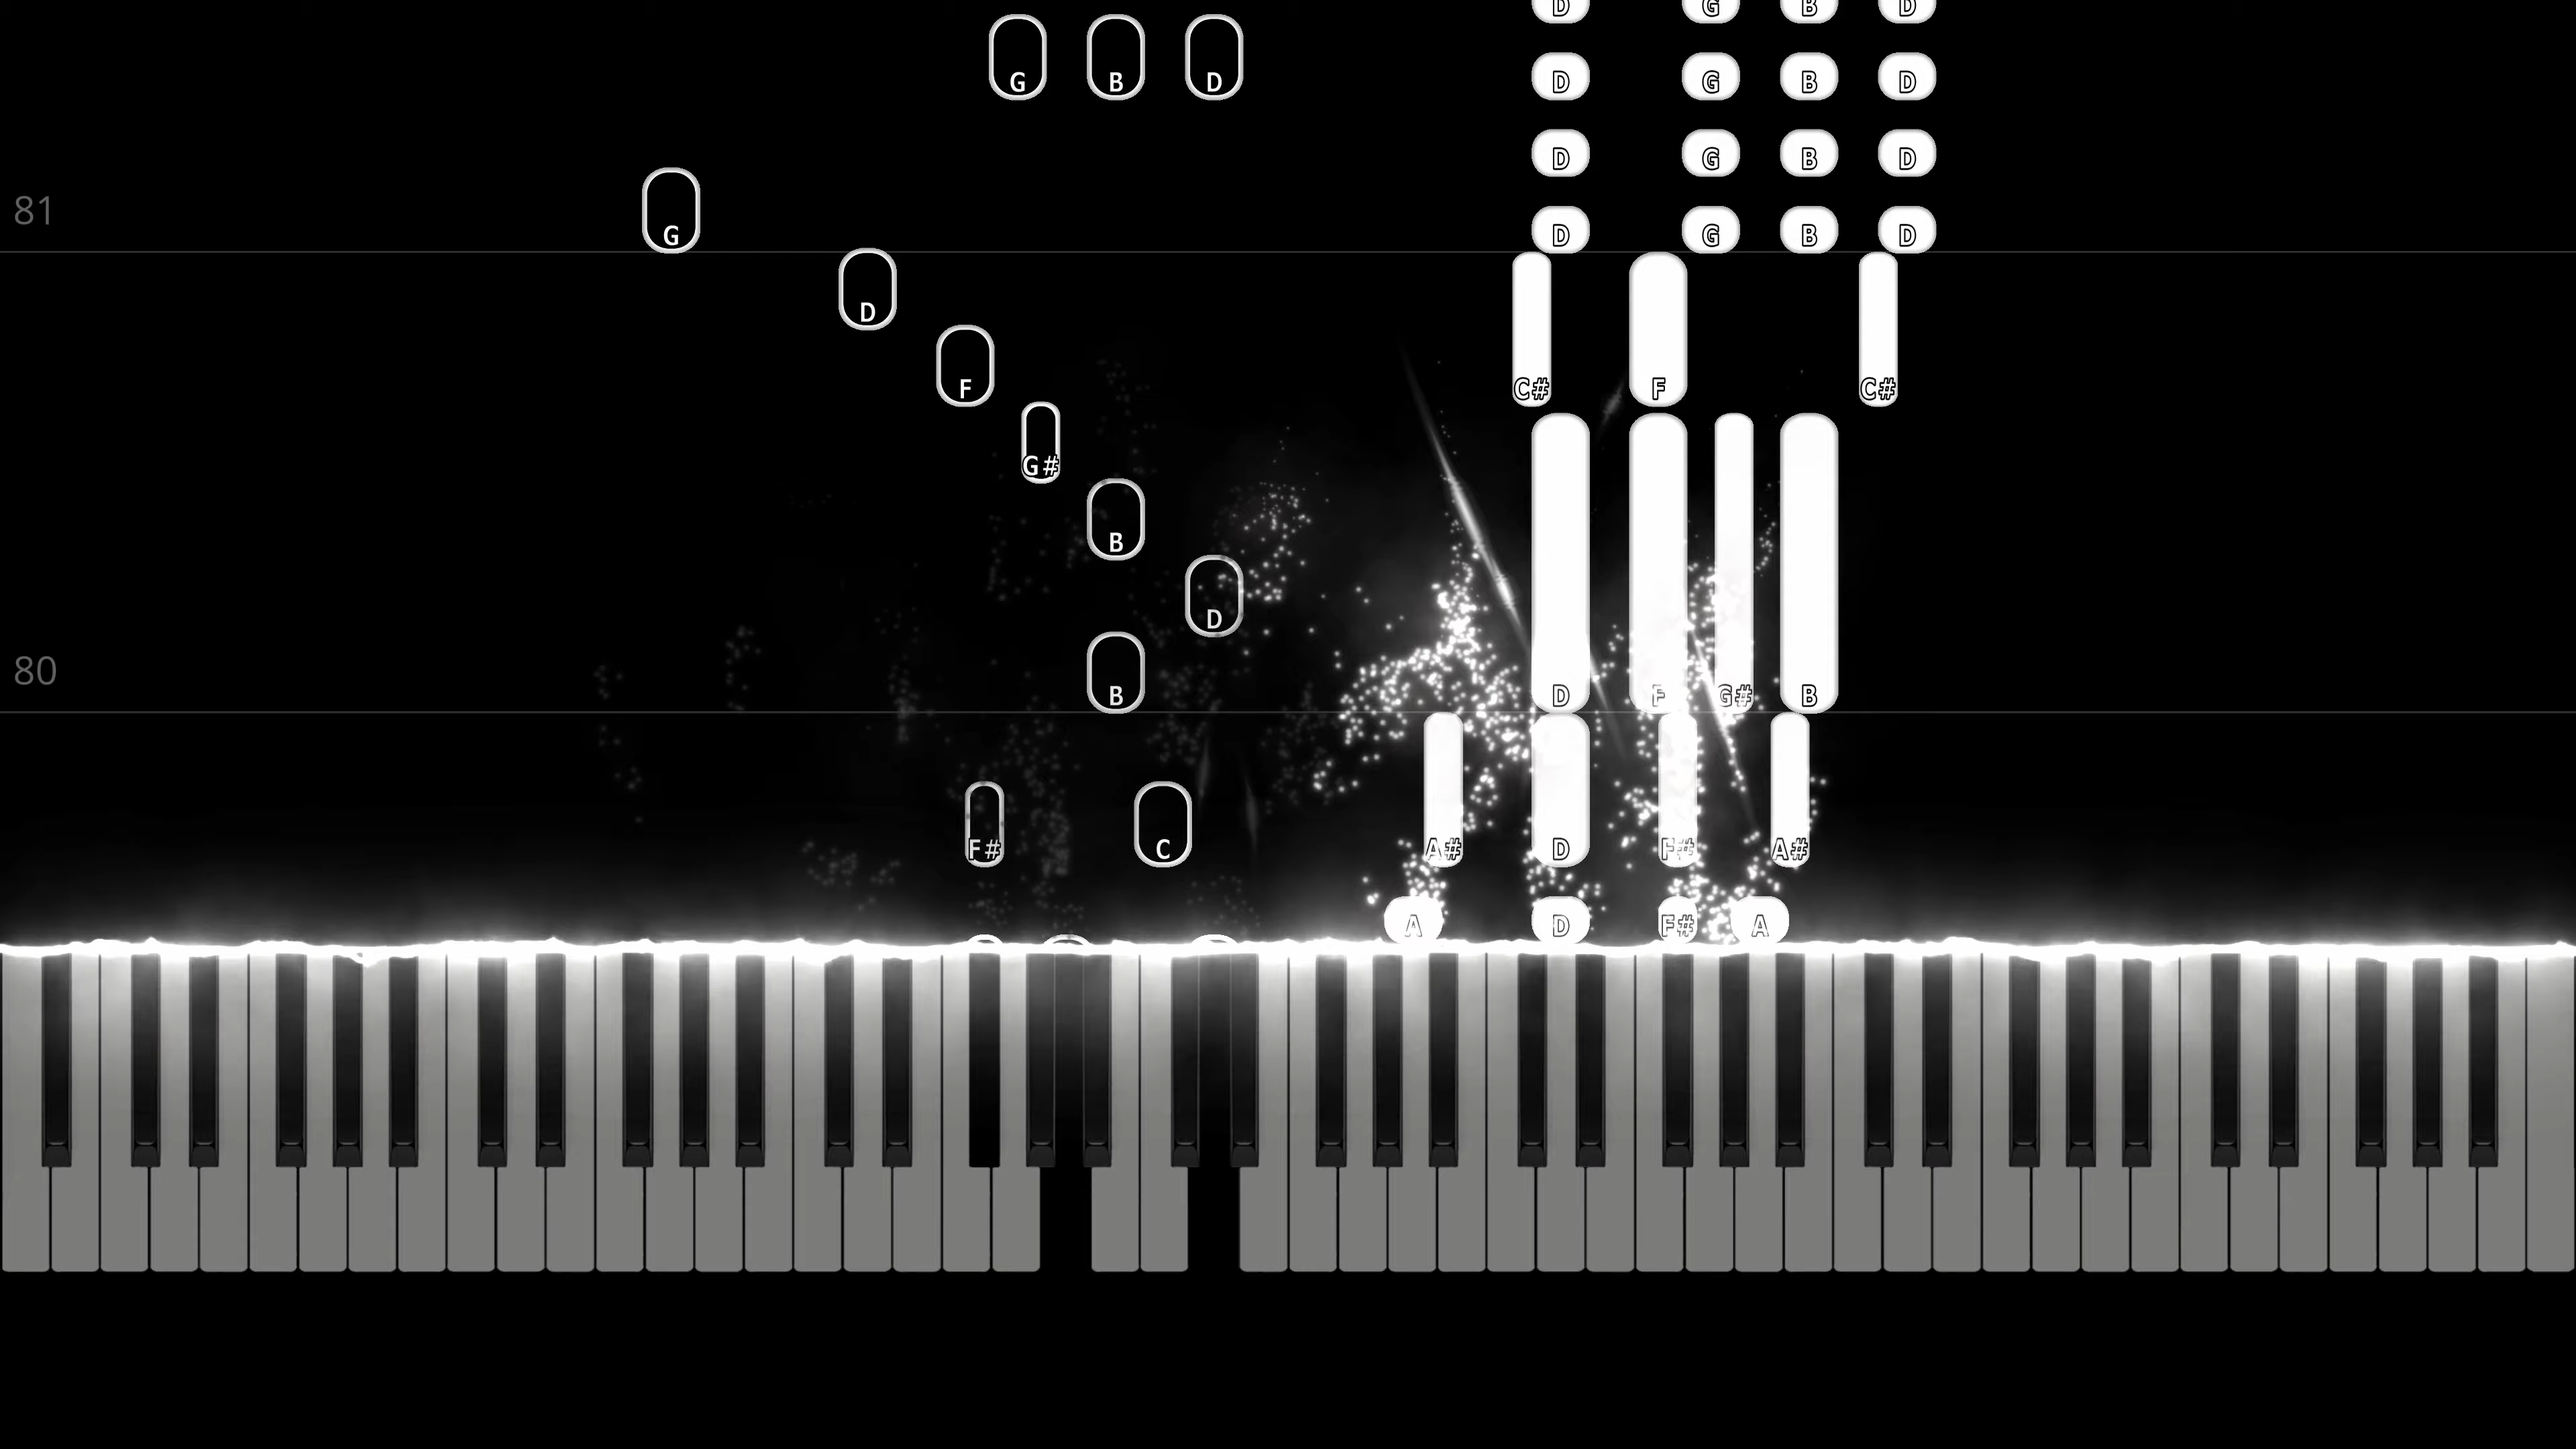 D G B D
G B D D G B D
D G B D
81 G D G B D
D
F C# F C#
G#
B
D
80 B D F G# B
F# C A# D F# A#
A D F# A